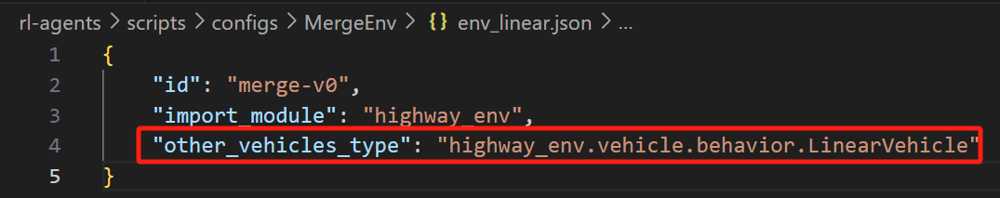 rl-agents > scripts > configs > MergeEnv > {} env_linear.json > ...
1 {
2 "id": "merge-v0",
3 "import_module": "highway_env",
4 "other_vehicles_type": "highway_env.vehicle.behavior.LinearVehicle"
5 }